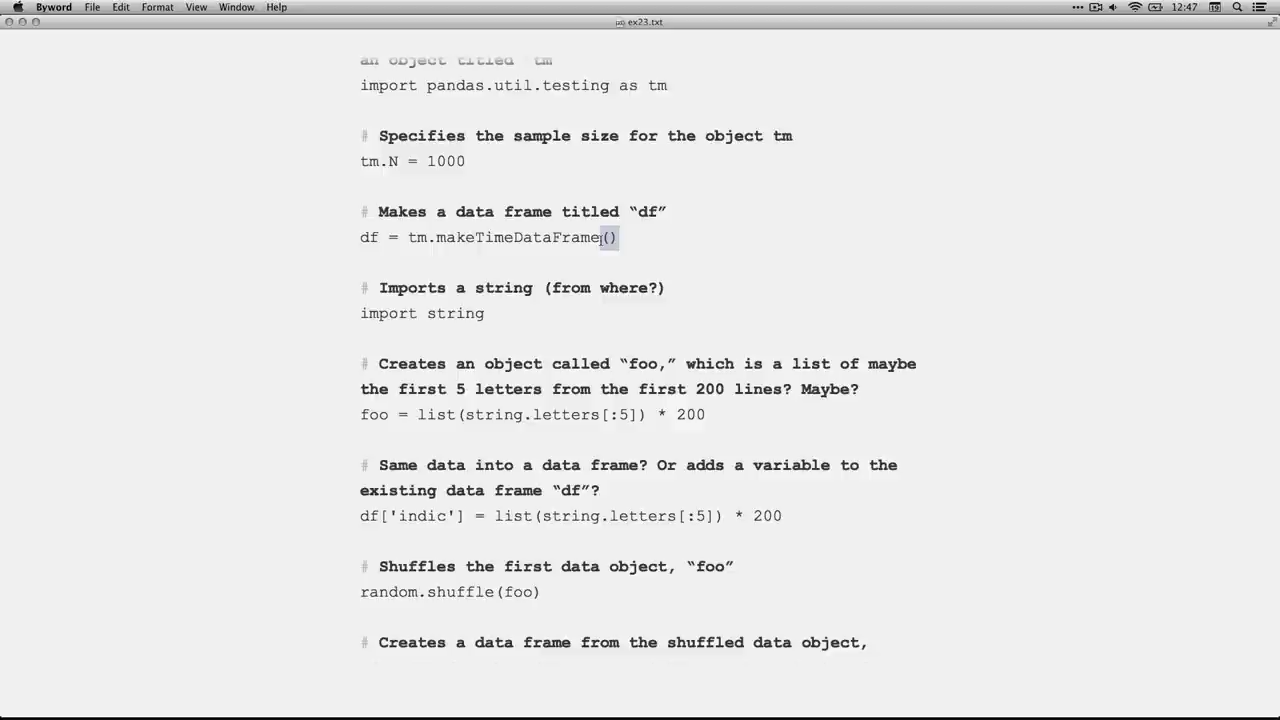 Byword File Edit Format View Window Help 12:47
ex23.txt
an object titled "tm
import pandas.util.testing as tm
# Specifies the sample size for the object tm
tm.N = 1000
# Makes a data frame titled “df”
df = tm.makeTimeDataFrame()
# Imports a string (from where?)
import string
# Creates an object called “foo,” which is a list of maybe
the first 5 letters from the first 200 lines? Maybe?
foo = list(string.letters[:5]) * 200
# Same data into a data frame? Or adds a variable to the
existing data frame “df”?
df['indic'] = list(string.letters[:5]) * 200
# Shuffles the first data object, “foo”
random.shuffle(foo)
# Creates a data frame from the shuffled data object,